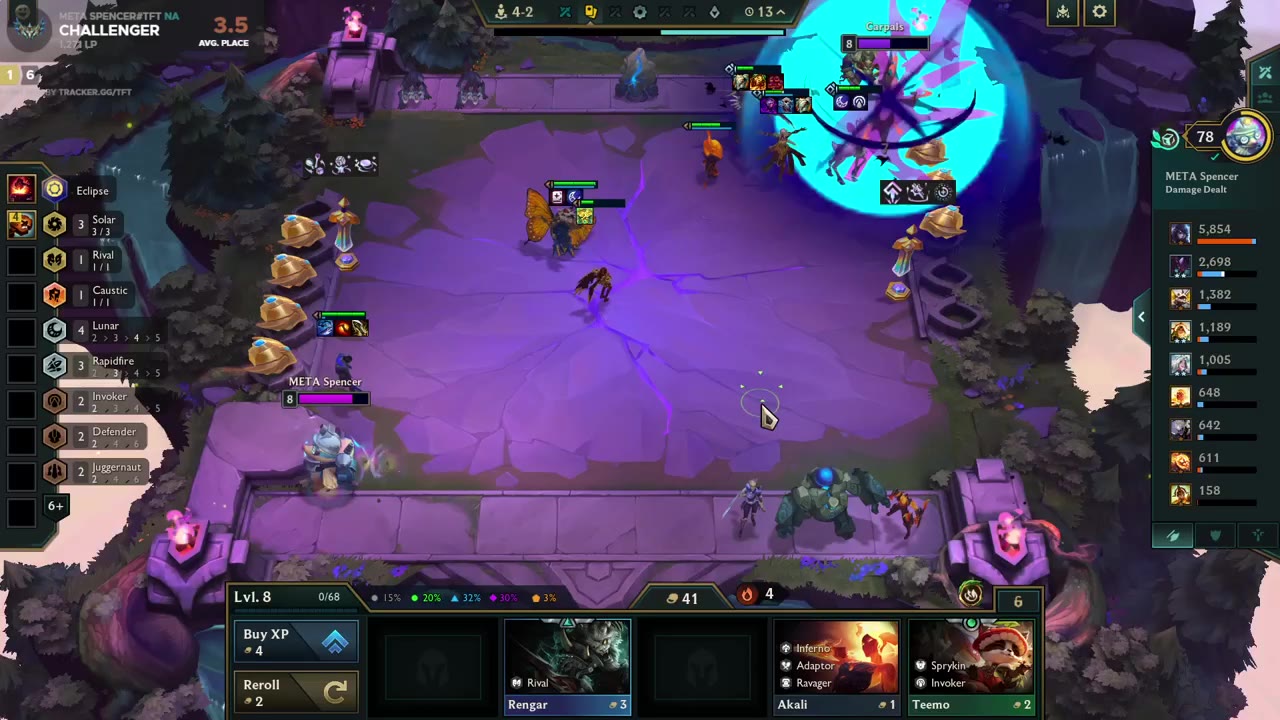 META SPENCER#TFT NA
CHALLENGER
1,271 LP
3.5
AVG. PLACE
1 6
BY TRACKER.GG/TFT
4-2
13
Carpals
8
78
META Spencer
Damage Dealt
5,854
2,698
1,382
1,189
1,005
648
642
611
158
Eclipse
4
3 Solar
3 / 3
1 Rival
1 / 1
1 Caustic
1 / 1
4 Lunar
2 > 3 > 4 > 5
3 Rapidfire
2 > 3 > 4 > 5
2 Invoker
2 > 3 > 4 > 5
2 Defender
2 > 4 > 6
2 Juggernaut
2 > 4 > 6
6+
META Spencer
8
Lvl. 8
0/68
15% 20% 32% 30% 3%
41
4
6
Buy XP
4
Reroll
2
Rival
Rengar 3
Inferno
Adaptor
Ravager
Akali 1
Sprykin
Invoker
Teemo 2